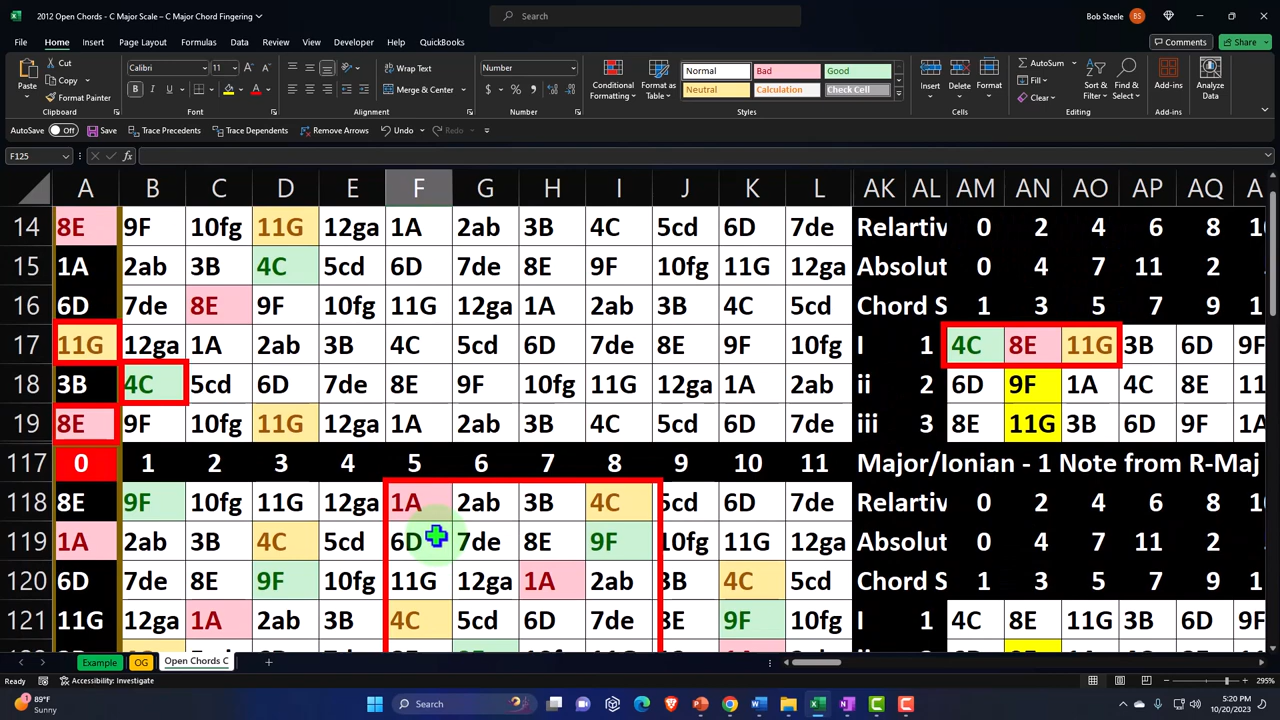 2012 Open Chords - C Major Scale – C Major Chord Fingering
Search
Bob Steele
BS
File Home Insert Page Layout Formulas Data Review View Developer Help QuickBooks
Comments
Share
Cut
Copy
Paste
Format Painter
Calibri 11
Wrap Text
Merge & Center
Number
Conditional Formatting
Format as Table
Normal Bad Good
Neutral Calculation Check Cell
Insert Delete Format
AutoSum
Fill
Clear
Sort & Filter
Find & Select
Add-ins
Analyze Data
Clipboard Font Alignment Number Styles Cells Editing Add-ins
AutoSave Off Save Trace Precedents Trace Dependents Remove Arrows Undo Redo
F125
fx
A B C D E F G H I J K L AK AL AM AN AO AP AQ A
14 8E 9F 10fg 11G 12ga 1A 2ab 3B 4C 5cd 6D 7de Relartiv 0 2 4 6 8 10
15 1A 2ab 3B 4C 5cd 6D 7de 8E 9F 10fg 11G 12ga Absolut 0 4 7 11 2
16 6D 7de 8E 9F 10fg 11G 12ga 1A 2ab 3B 4C 5cd Chord S 1 3 5 7 9 1
17 11G 12ga 1A 2ab 3B 4C 5cd 6D 7de 8E 9F 10fg I 1 4C 8E 11G 3B 6D 9F
18 3B 4C 5cd 6D 7de 8E 9F 10fg 11G 12ga 1A 2ab ii 2 6D 9F 1A 4C 8E 11
19 8E 9F 10fg 11G 12ga 1A 2ab 3B 4C 5cd 6D 7de iii 3 8E 11G 3B 6D 9F 1A
117 0 1 2 3 4 5 6 7 8 9 10 11 Major/Ionian - 1 Note from R-Maj
118 8E 9F 10fg 11G 12ga 1A 2ab 3B 4C 5cd 6D 7de Relartiv 0 2 4 6 8 10
119 1A 2ab 3B 4C 5cd 6D 7de 8E 9F 10fg 11G 12ga Absolut 0 4 7 11 2
120 6D 7de 8E 9F 10fg 11G 12ga 1A 2ab 3B 4C 5cd Chord S 1 3 5 7 9 1
121 11G 12ga 1A 2ab 3B 4C 5cd 6D 7de 8E 9F 10fg I 1 4C 8E 11G 3B 6D 9F
Example OG Open Chords C
Ready Accessibility: Investigate
295%
89°F
Sunny
Search
5:20 PM
10/20/2023